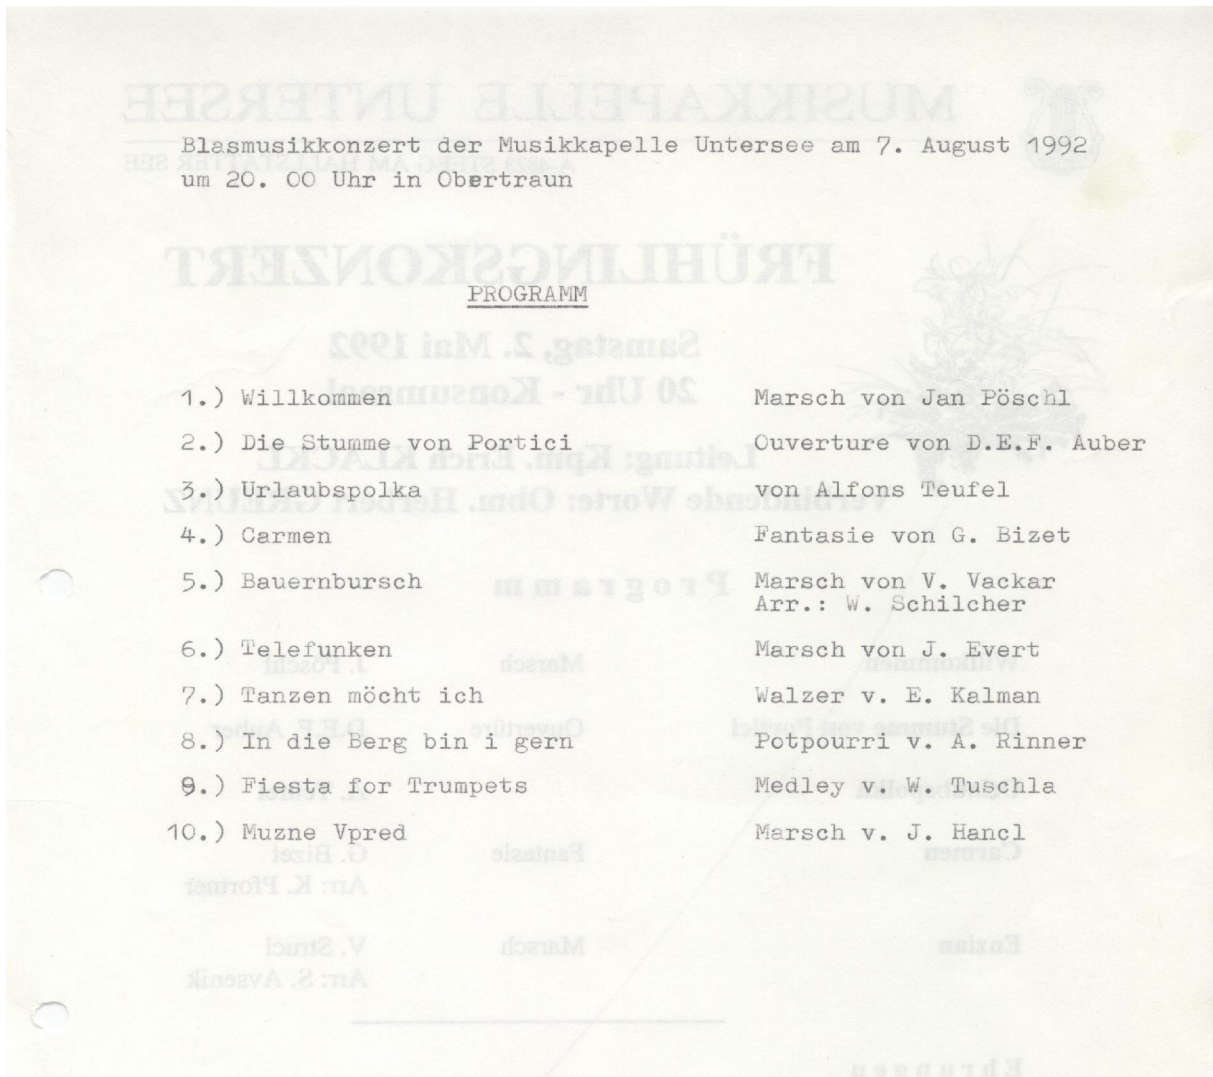 Blasmusikkonzert der Musikkapelle Untersee am 7. August 1992
um 20. 00 Uhr in Obertraun
PROGRAMM
1.) Willkommen Marsch von Jan Pöschl
2.) Die Stumme von Portici Ouverture von D.E.F. Auber
3.) Urlaubspolka von Alfons Teufel
4.) Carmen Fantasie von G. Bizet
5.) Bauernbursch Marsch von V. Vackar
Arr.: W. Schilcher
6.) Telefunken Marsch von J. Evert
7.) Tanzen möcht ich Walzer v. E. Kalman
8.) In die Berg bin i gern Potpourri v. A. Rinner
9.) Fiesta for Trumpets Medley v. W. Tuschla
10.) Muzne Vpred Marsch v. J. Hancl